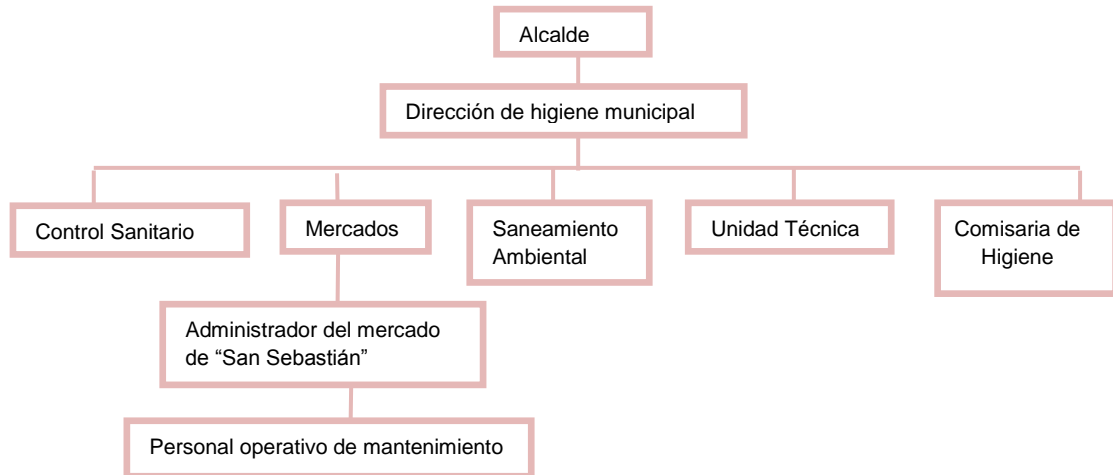 Alcalde
Dirección de higiene municipal
Control Sanitario
Mercados
Saneamiento
Ambiental
Unidad Técnica
Comisaria de
Higiene
Administrador del mercado
de “San Sebastián”
Personal operativo de mantenimiento